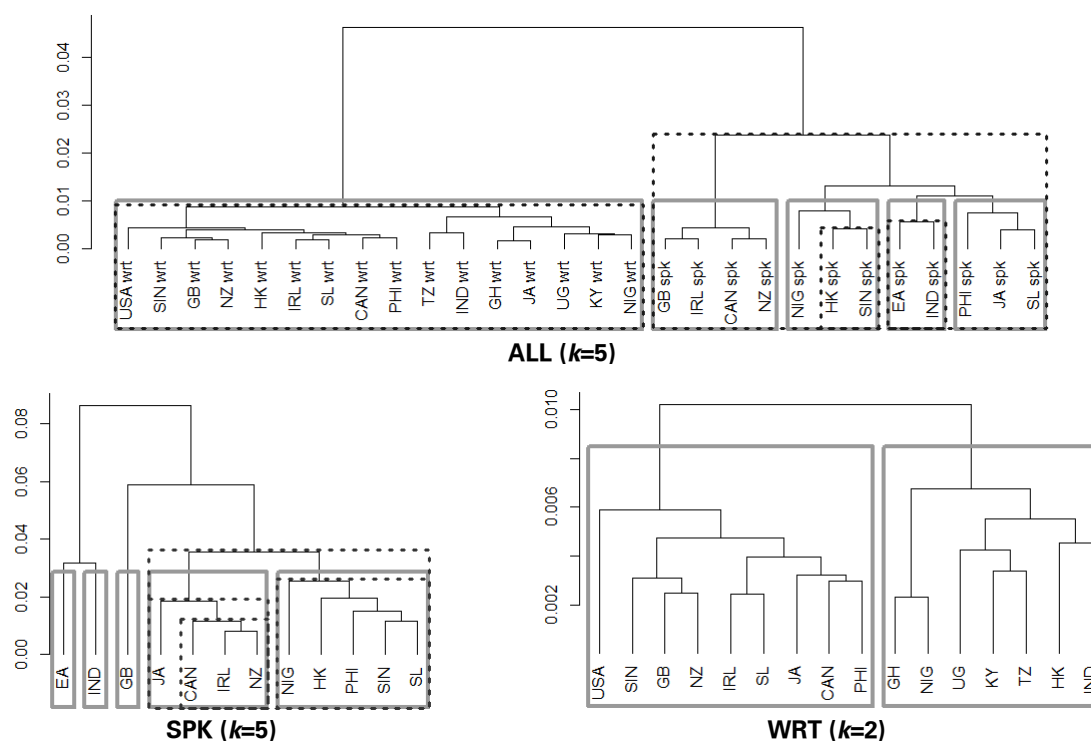 0.04
0.03
0.02
0.01
0.00
USA wrt
SIN wrt
GB wrt
NZ wrt
HK wrt
IRL wrt
SL wrt
CAN wrt
PHI wrt
TZ wrt
IND wrt
GH wrt
JA wrt
UG wrt
KY wrt
NIG wrt
GB spk
IRL spk
CAN spk
NZ spk
NIG spk
HK spk
SIN spk
EA spk
IND spk
PHI spk
JA spk
SL spk
ALL (k=5)
0.08
0.06
0.04
0.02
0.00
EA
IND
GB
JA
CAN
IRL
NZ
NIG
HK
PHI
SIN
SL
SPK (k=5)
0.010
0.006
0.002
USA
SIN
GB
NZ
IRL
SL
JA
CAN
PHI
GH
NIG
UG
KY
TZ
HK
IND
WRT (k=2)